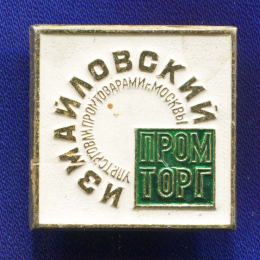 ИЗМАЙЛОВСКИЙ
УПР. ТОРГОВЛИ ПРОМТОВАРАМИ г. МОСКВЫ
ПРОМ
ТОРГ